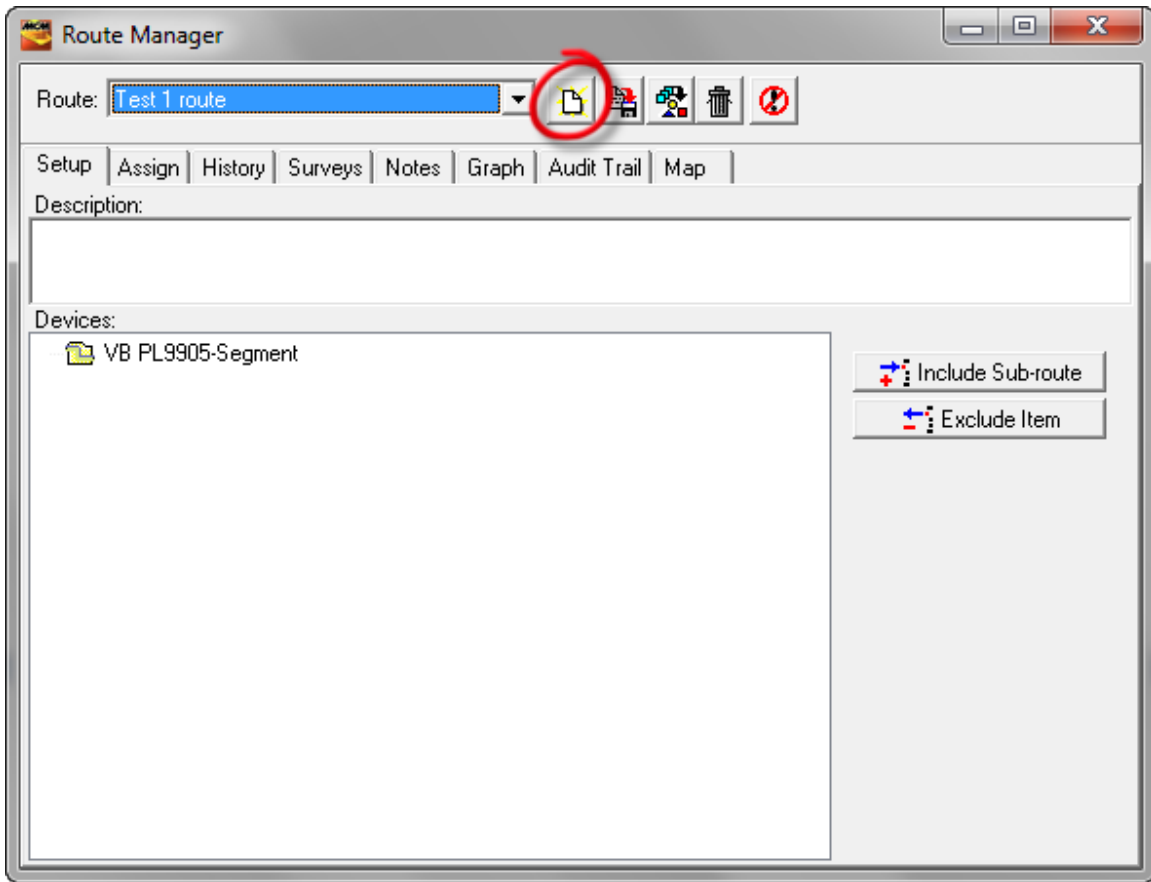 MCM
Route Manager
Route: Test 1 route
Setup Assign History Surveys Notes Graph Audit Trail Map
Description:
Devices:
VB PL9905-Segment
Include Sub-route
Exclude Item